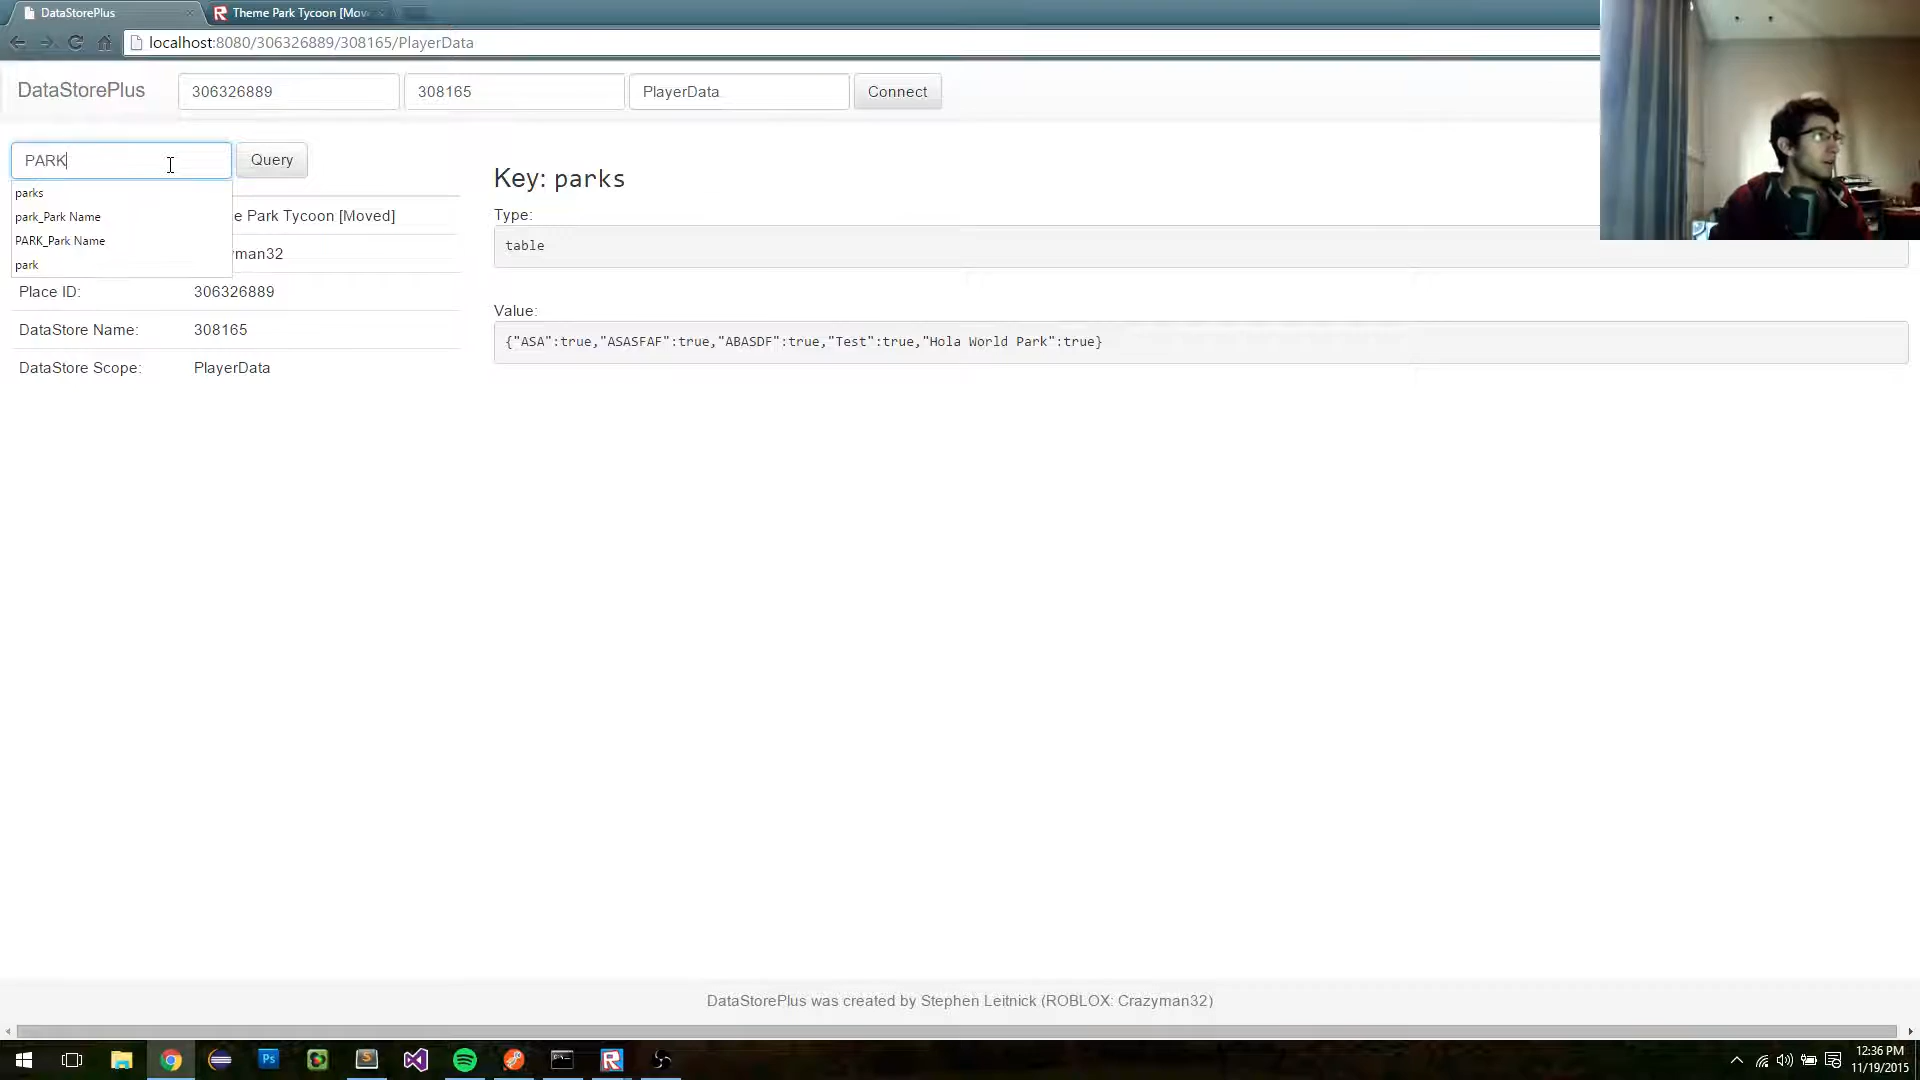 DataStorePlus
Theme Park Tycoon [Mov
localhost:8080/306326889/308165/PlayerData
DataStorePlus 306326889 308165 PlayerData Connect
PARK Query
parks
park_Park Name
PARK_Park Name
park
e Park Tycoon [Moved]
man32
Place ID: 306326889
DataStore Name: 308165
DataStore Scope: PlayerData
Key: parks
Type:
table
Value:
{"ASA":true,"ASASFAF":true,"ABASDF":true,"Test":true,"Hola World Park":true}
DataStorePlus was created by Stephen Leitnick (ROBLOX: Crazyman32)
12:36 PM
11/19/2015